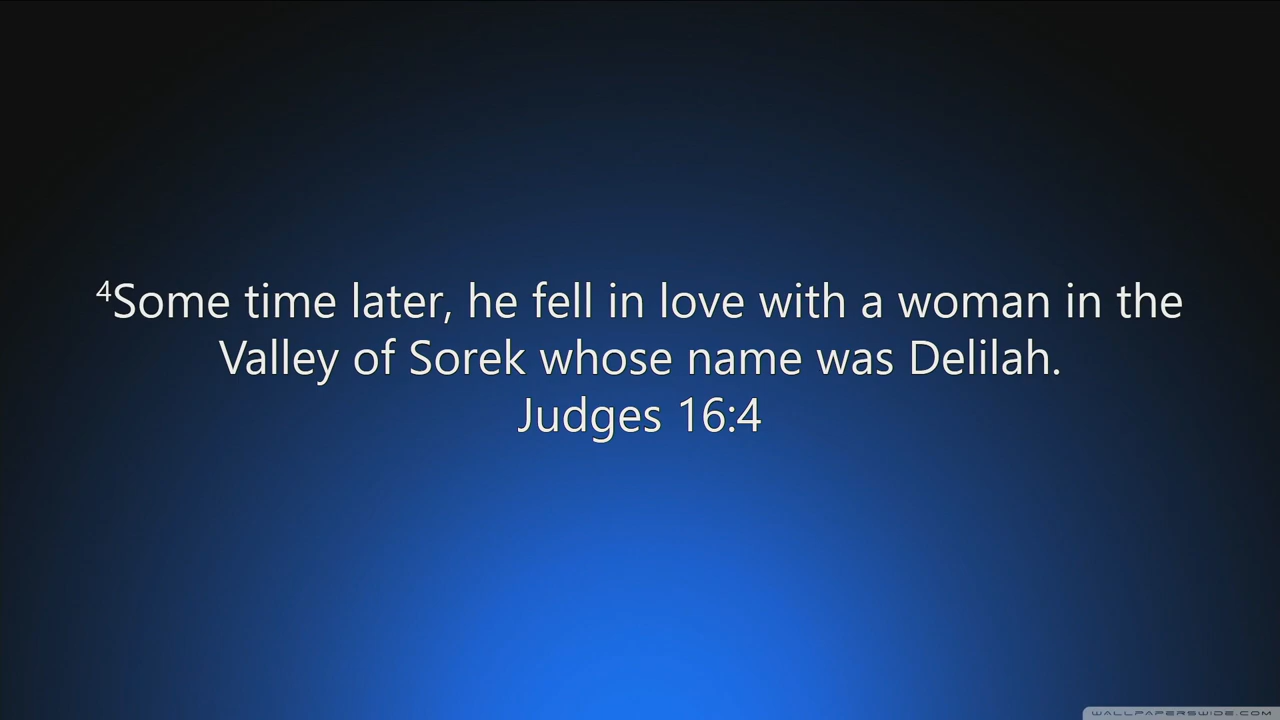 ⁴Some time later, he fell in love with a woman in the
Valley of Sorek whose name was Delilah.
Judges 16:4
WALLPAPERSWIDE.COM